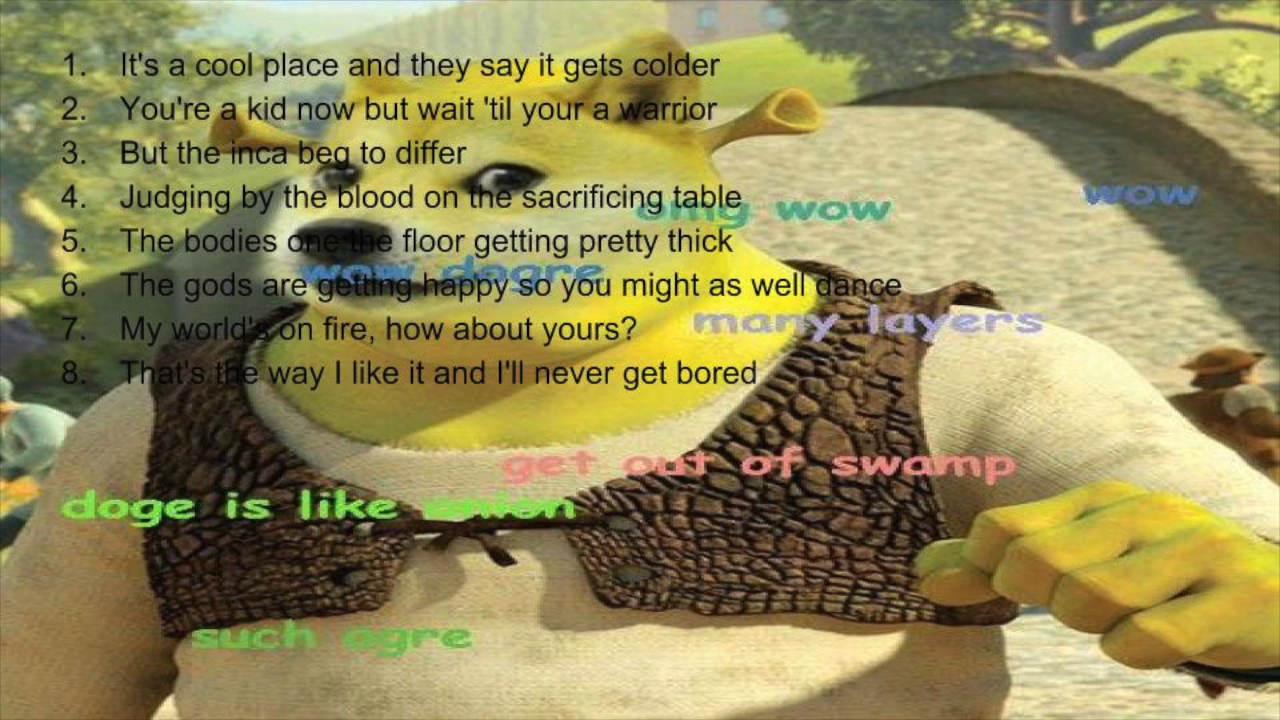 1. It's a cool place and they say it gets colder
2. You're a kid now but wait 'til your a warrior
3. But the inca beg to differ
4. Judging by the blood on the sacrificing table
5. The bodies one the floor getting pretty thick
6. The gods are getting happy so you might as well dance
7. My world's on fire, how about yours?
8. That's the way I like it and I'll never get bored
omg wow
wow
wow dogre
many layers
get out of swamp
doge is like onion
such ogre